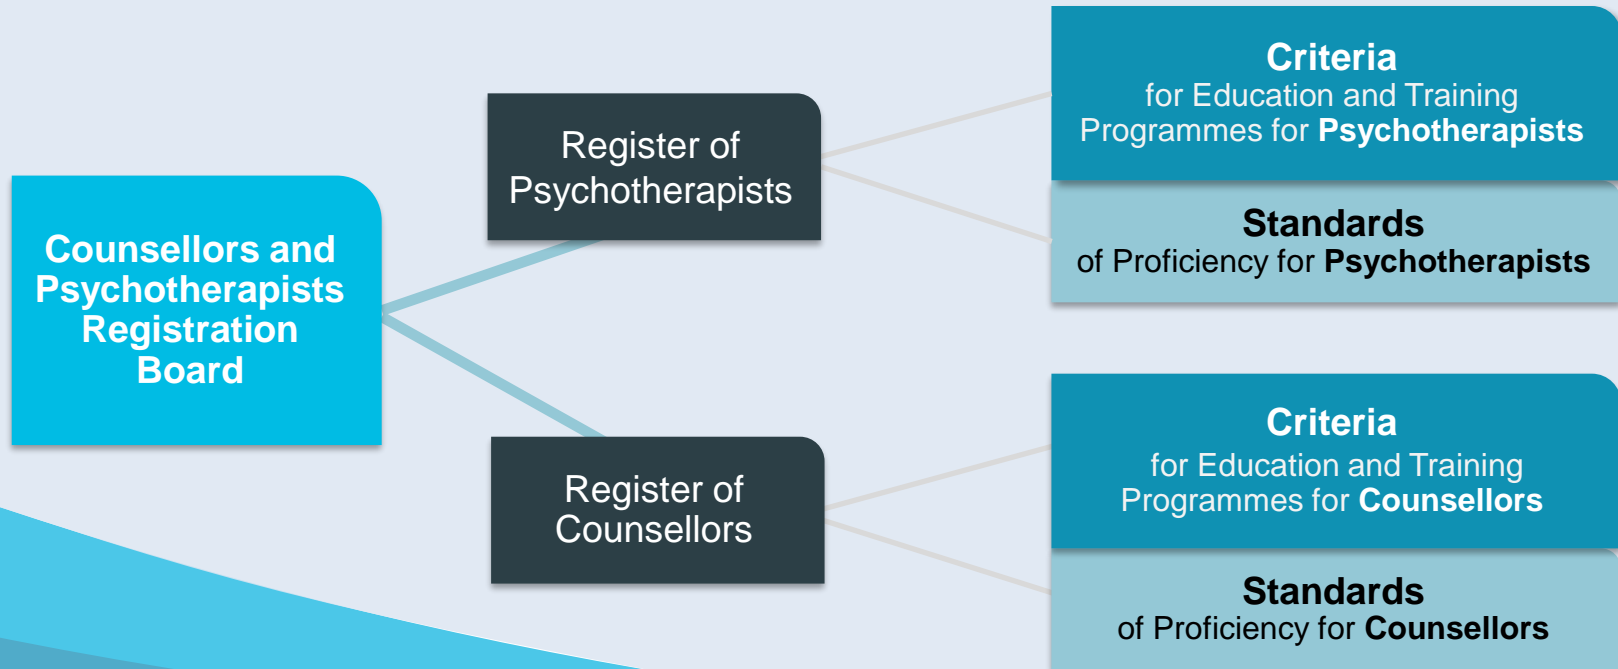 Counsellors and
Psychotherapists
Registration
Board
Register of
Psychotherapists
Criteria
for Education and Training
Programmes for Psychotherapists
Standards
of Proficiency for Psychotherapists
Register of
Counsellors
Criteria
for Education and Training
Programmes for Counsellors
Standards
of Proficiency for Counsellors